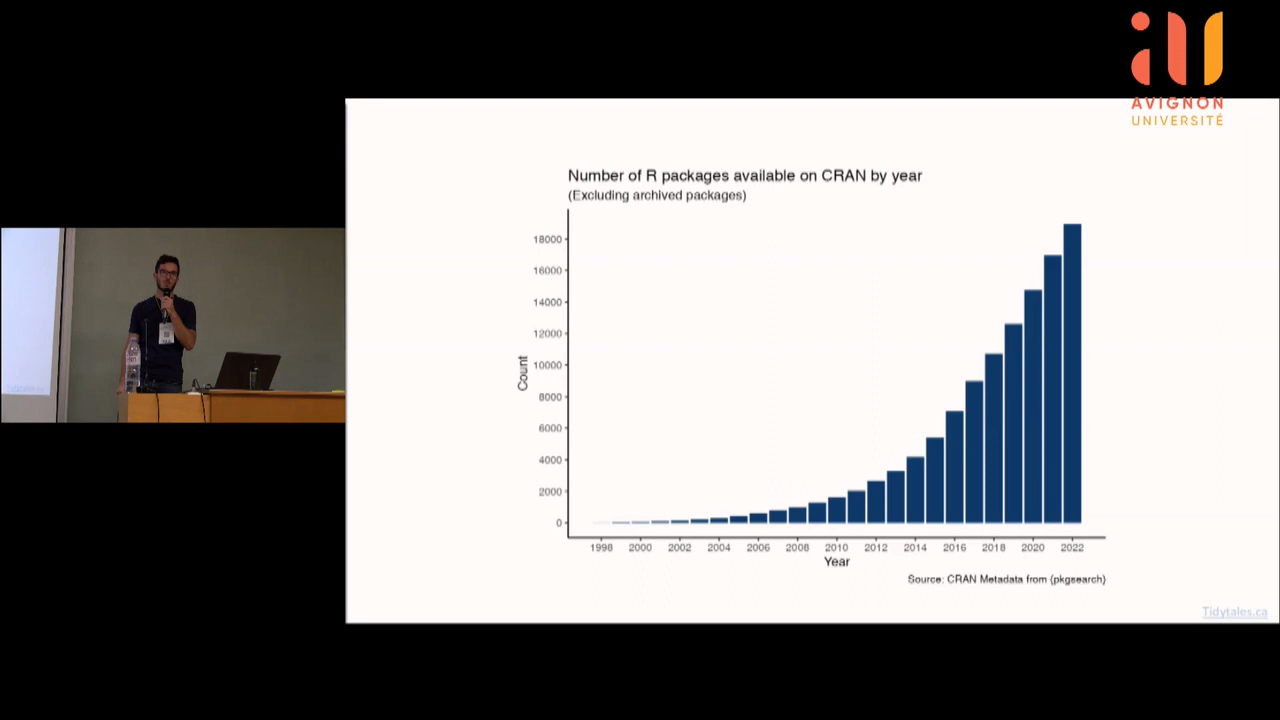 AVIGNON
UNIVERSITÉ
Number of R packages available on CRAN by year
(Excluding archived packages)
18000
16000
14000
12000
10000
8000
6000
4000
2000
0
Count
1998 2000 2002 2004 2006 2008 2010 2012 2014 2016 2018 2020 2022
Year
Source: CRAN Metadata from {pkgsearch}
Tidytales.ca